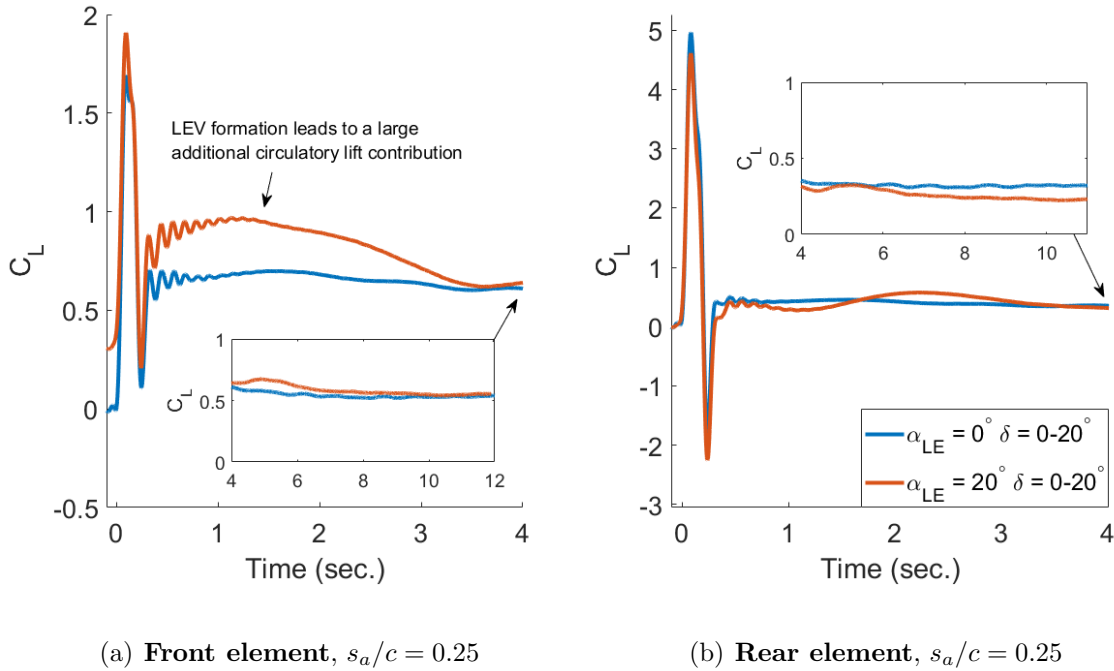 2
1.5
1
0.5
0
-0.5
C_L
LEV formation leads to a large
additional circulatory lift contribution
1
0.5
0
C_L
4 6 8 10 12
0 1 2 3 4
Time (sec.)
(a) Front element, s_a/c = 0.25
5
4
3
2
1
0
-1
-2
-3
C_L
1
0.5
0
C_L
4 6 8 10
α_LE = 0° δ = 0-20°
α_LE = 20° δ = 0-20°
0 1 2 3 4
Time (sec.)
(b) Rear element, s_a/c = 0.25